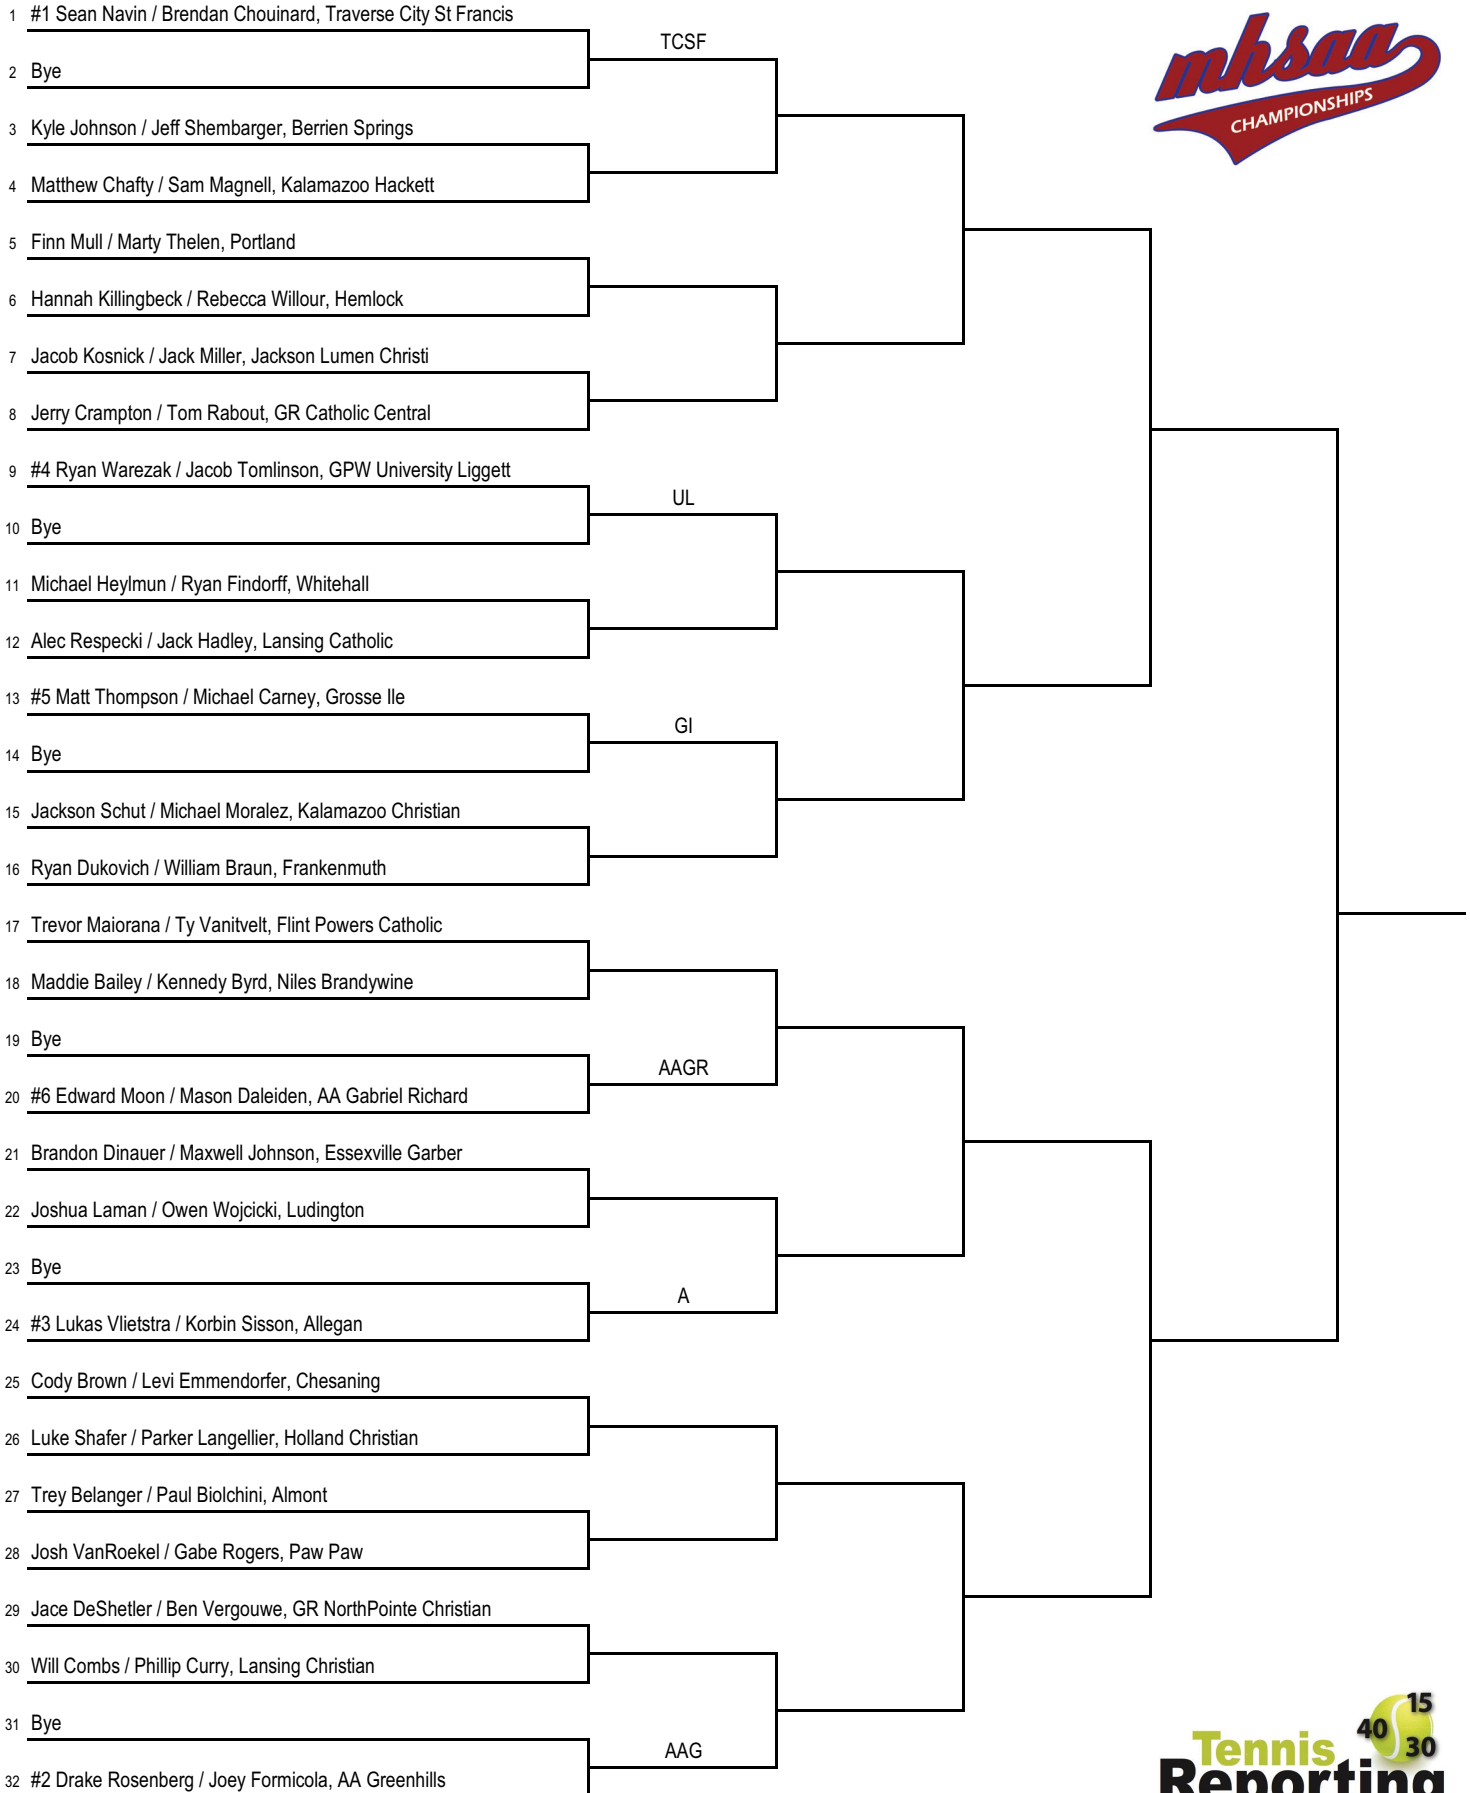 1 #1 Sean Navin / Brendan Chouinard, Traverse City St Francis
TCSF
2 Bye
3 Kyle Johnson / Jeff Shembarger, Berrien Springs
4 Matthew Chafty / Sam Magnell, Kalamazoo Hackett
5 Finn Mull / Marty Thelen, Portland
6 Hannah Killingbeck / Rebecca Willour, Hemlock
7 Jacob Kosnick / Jack Miller, Jackson Lumen Christi
8 Jerry Crampton / Tom Rabout, GR Catholic Central
9 #4 Ryan Warezak / Jacob Tomlinson, GPW University Liggett
UL
10 Bye
11 Michael Heylmun / Ryan Findorff, Whitehall
12 Alec Respecki / Jack Hadley, Lansing Catholic
13 #5 Matt Thompson / Michael Carney, Grosse Ile
GI
14 Bye
15 Jackson Schut / Michael Moralez, Kalamazoo Christian
16 Ryan Dukovich / William Braun, Frankenmuth
17 Trevor Maiorana / Ty Vanitvelt, Flint Powers Catholic
18 Maddie Bailey / Kennedy Byrd, Niles Brandywine
19 Bye
AAGR
20 #6 Edward Moon / Mason Daleiden, AA Gabriel Richard
21 Brandon Dinauer / Maxwell Johnson, Essexville Garber
22 Joshua Laman / Owen Wojcicki, Ludington
23 Bye
A
24 #3 Lukas Vlietstra / Korbin Sisson, Allegan
25 Cody Brown / Levi Emmendorfer, Chesaning
26 Luke Shafer / Parker Langellier, Holland Christian
27 Trey Belanger / Paul Biolchini, Almont
28 Josh VanRoekel / Gabe Rogers, Paw Paw
29 Jace DeShetler / Ben Vergouwe, GR NorthPointe Christian
30 Will Combs / Phillip Curry, Lansing Christian
31 Bye
AAG
32 #2 Drake Rosenberg / Joey Formicola, AA Greenhills
mhsaa
CHAMPIONSHIPS
15
40
30
Tennis
Reporting